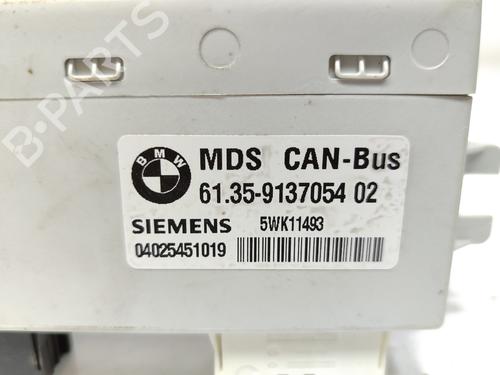 B-PARTS
BMW
MDS CAN-Bus
61.35-9137054 02
SIEMENS 5WK11493
04025451019